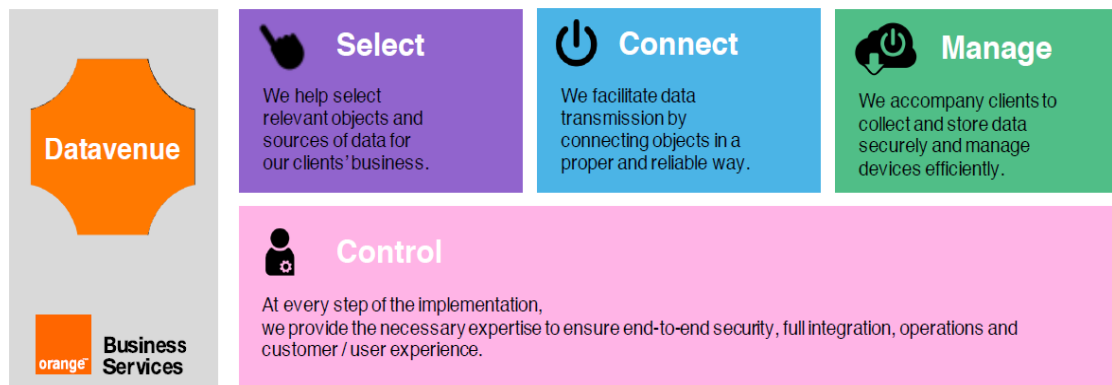 Datavenue
orange™
Business
Services
Select
We help select
relevant objects and
sources of data for
our clients' business.
Connect
We facilitate data
transmission by
connecting objects in a
proper and reliable way.
Manage
We accompany clients to
collect and store data
securely and manage
devices efficiently.
Control
At every step of the implementation,
we provide the necessary expertise to ensure end-to-end security, full integration, operations and
customer / user experience.